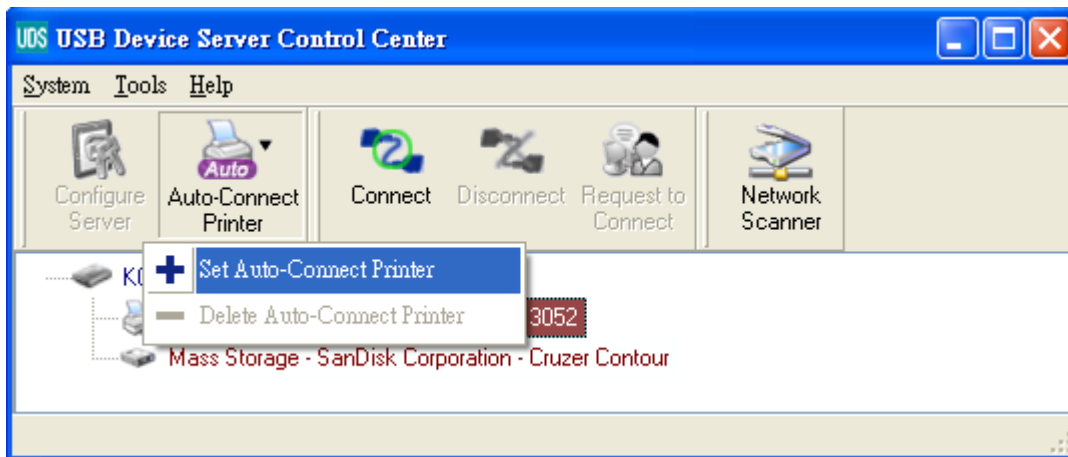 UDS USB Device Server Control Center
System Tools Help
Configure Server
Auto
Auto-Connect Printer
Connect
Disconnect
Request to Connect
Network Scanner
Set Auto-Connect Printer
Delete Auto-Connect Printer
3052
Mass Storage - SanDisk Corporation - Cruzer Contour